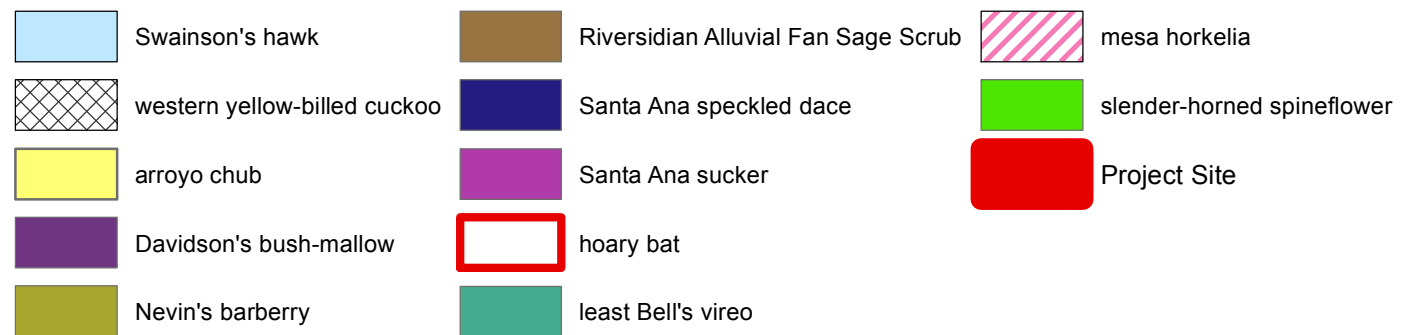 Swainson's hawk
western yellow-billed cuckoo
arroyo chub
Davidson's bush-mallow
Nevin's barberry
Riversidian Alluvial Fan Sage Scrub
Santa Ana speckled dace
Santa Ana sucker
hoary bat
least Bell's vireo
mesa horkelia
slender-horned spineflower
Project Site